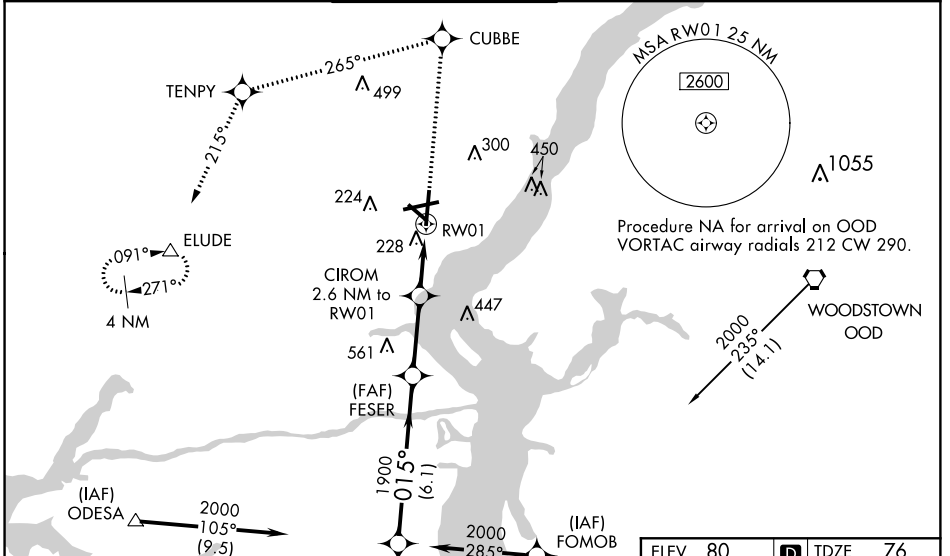 CUBBE
MSA RW01 25 NM
2600
265°
TENPY
499
215°
300
450
1055
224
RW01
Procedure NA for arrival on OOD
VORTAC airway radials 212 CW 290.
ELUDE
228
091°
271°
4 NM
CIROM
2.6 NM to
RW01
WOODSTOWN
OOD
447
2000
235°
(14.1)
561
(FAF)
FESER
1900
015°
(6.1)
(IAF)
ODESA
2000
105°
(9.5)
2000
285°
(IAF)
FOMOB
ELEV 80
D
TDZE 76